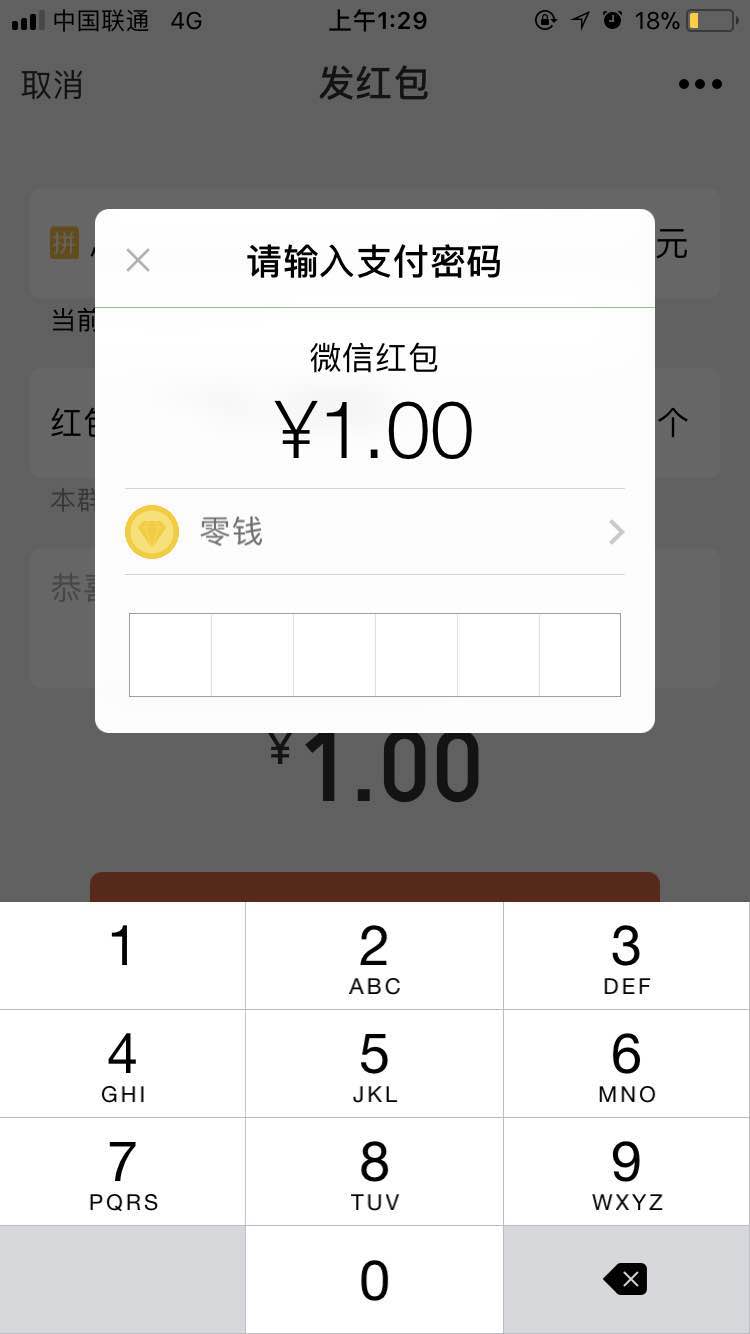 中国联通 4G 上午1:29 18%
取消 发红包
拼 元
当前
红包 个
本群
恭喜
请输入支付密码
微信红包
¥1.00
零钱
¥1.00
1 2 3
ABC DEF
4 5 6
GHI JKL MNO
7 8 9
PQRS TUV WXYZ
0